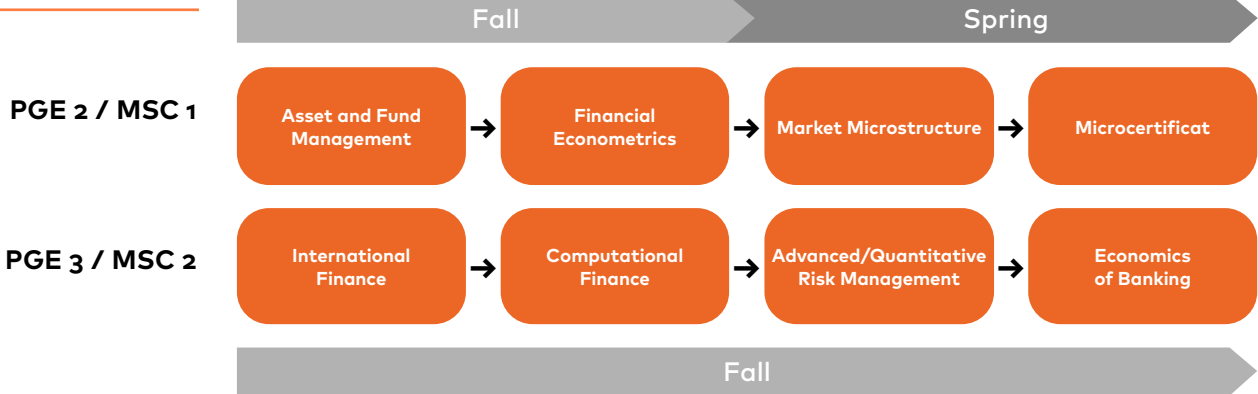 Fall
Spring
PGE 2 / MSC 1
Asset and Fund
Management
Financial
Econometrics
Market Microstructure
Microcertificat
PGE 3 / MSC 2
International
Finance
Computational
Finance
Advanced/Quantitative
Risk Management
Economics
of Banking
Fall